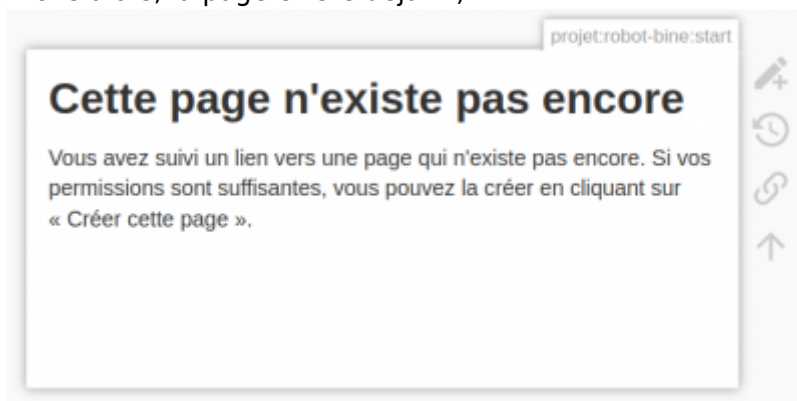 projet:robot-bine:start
Cette page n'existe pas encore
Vous avez suivi un lien vers une page qui n'existe pas encore. Si vos
permissions sont suffisantes, vous pouvez la créer en cliquant sur
« Créer cette page ».